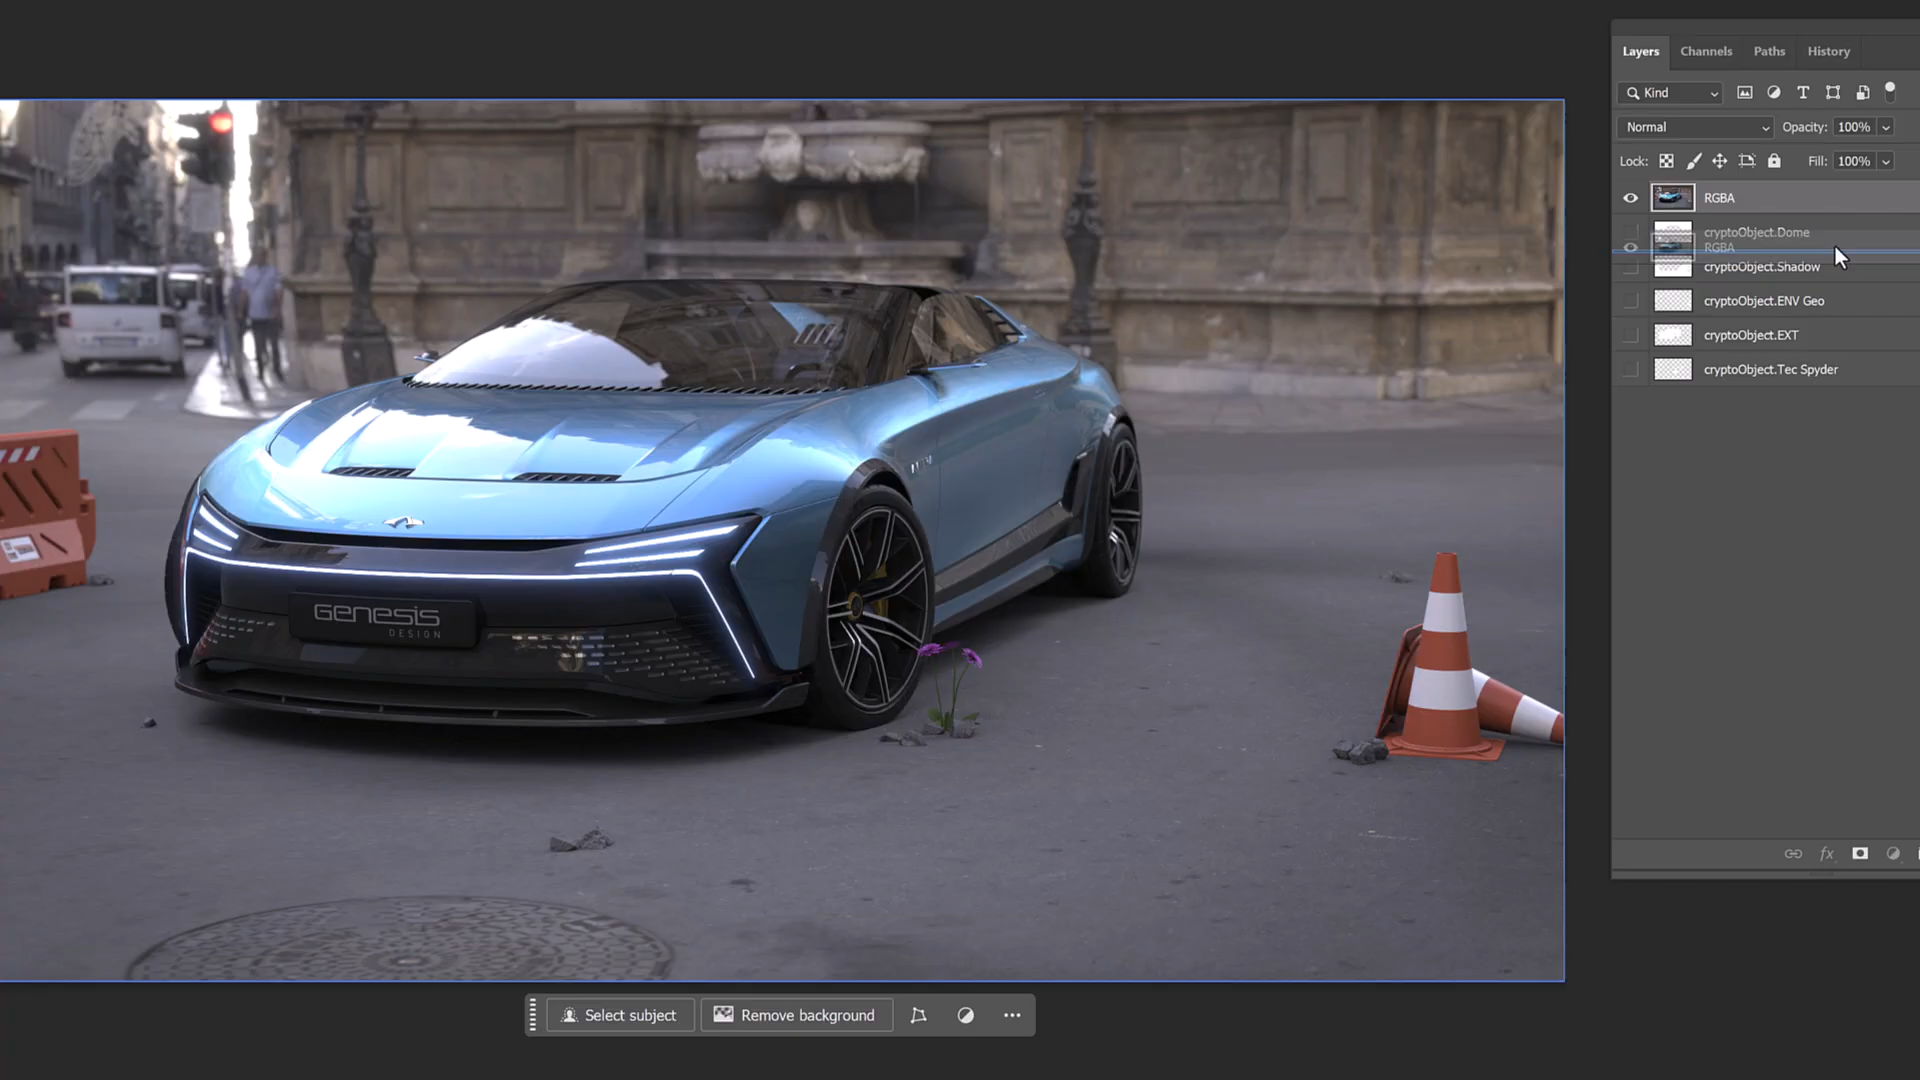 Layers Channels Paths History
Kind
Normal Opacity: 100%
Lock: Fill: 100%
RGBA
cryptoObject.Dome
RGBA
cryptoObject.Shadow
cryptoObject.ENV Geo
cryptoObject.EXT
cryptoObject.Tec Spyder
GENESIS
DESIGN
fx
Select subject Remove background